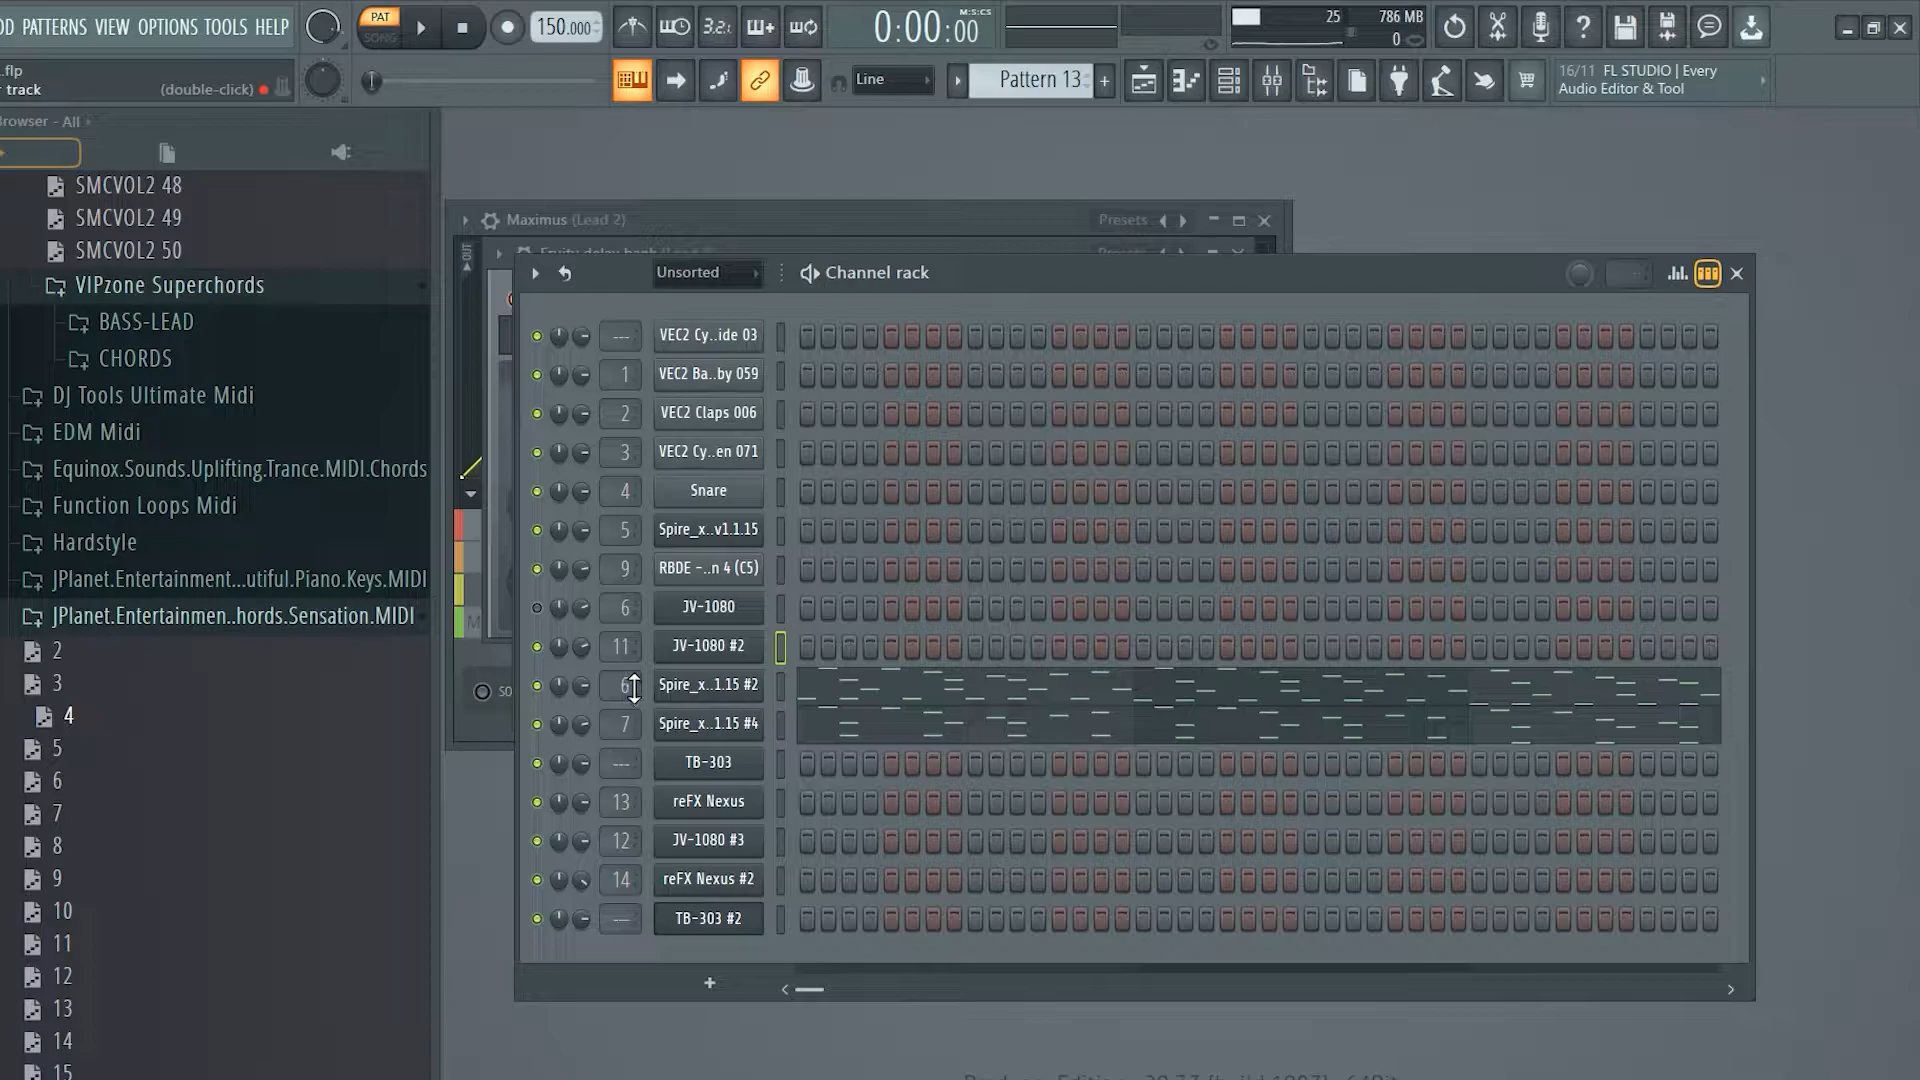 OD PATTERNS VIEW OPTIONS TOOLS HELP
PAT
SONG
150.000
3.2.
0:00:00
M:S:CS
25
786 MB
0
.flp
track
(double-click)
Line
Pattern 13
+
16/11 FL STUDIO | Every
Audio Editor & Tool
Browser - All
SMCVOL2 48
SMCVOL2 49
SMCVOL2 50
VIPzone Superchords
BASS-LEAD
CHORDS
DJ Tools Ultimate Midi
EDM Midi
Equinox.Sounds.Uplifting.Trance.MIDI.Chords
Function Loops Midi
Hardstyle
JPlanet.Entertainment...utiful.Piano.Keys.MIDI
JPlanet.Entertainmen..hords.Sensation.MIDI
2
3
4
5
6
7
8
9
10
11
12
13
14
15
Maximus (Lead 2)
Presets
OUT
SO
Unsorted
Channel rack
--- VEC2 Cy..ide 03
1 VEC2 Ba..by 059
2 VEC2 Claps 006
3 VEC2 Cy..en 071
4 Snare
5 Spire_x..v1.1.15
9 RBDE -..n 4 (C5)
6 JV-1080
11 JV-1080 #2
6 Spire_x..1.15 #2
7 Spire_x..1.15 #4
--- TB-303
13 reFX Nexus
12 JV-1080 #3
14 reFX Nexus #2
--- TB-303 #2
+